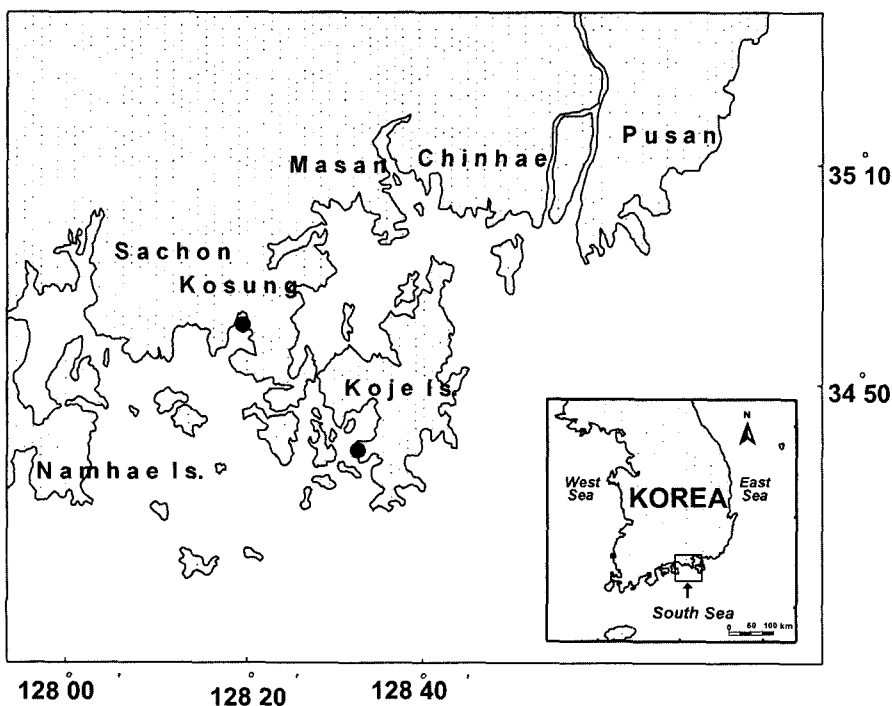 Pusan
Masan
Chinhae
35° 10'
Sachon
Kosung
34° 50'
Koje Is.
Namhae Is.
N
West
Sea
KOREA
East
Sea
South Sea
0 50 100 km
128° 00'
128° 20'
128° 40'